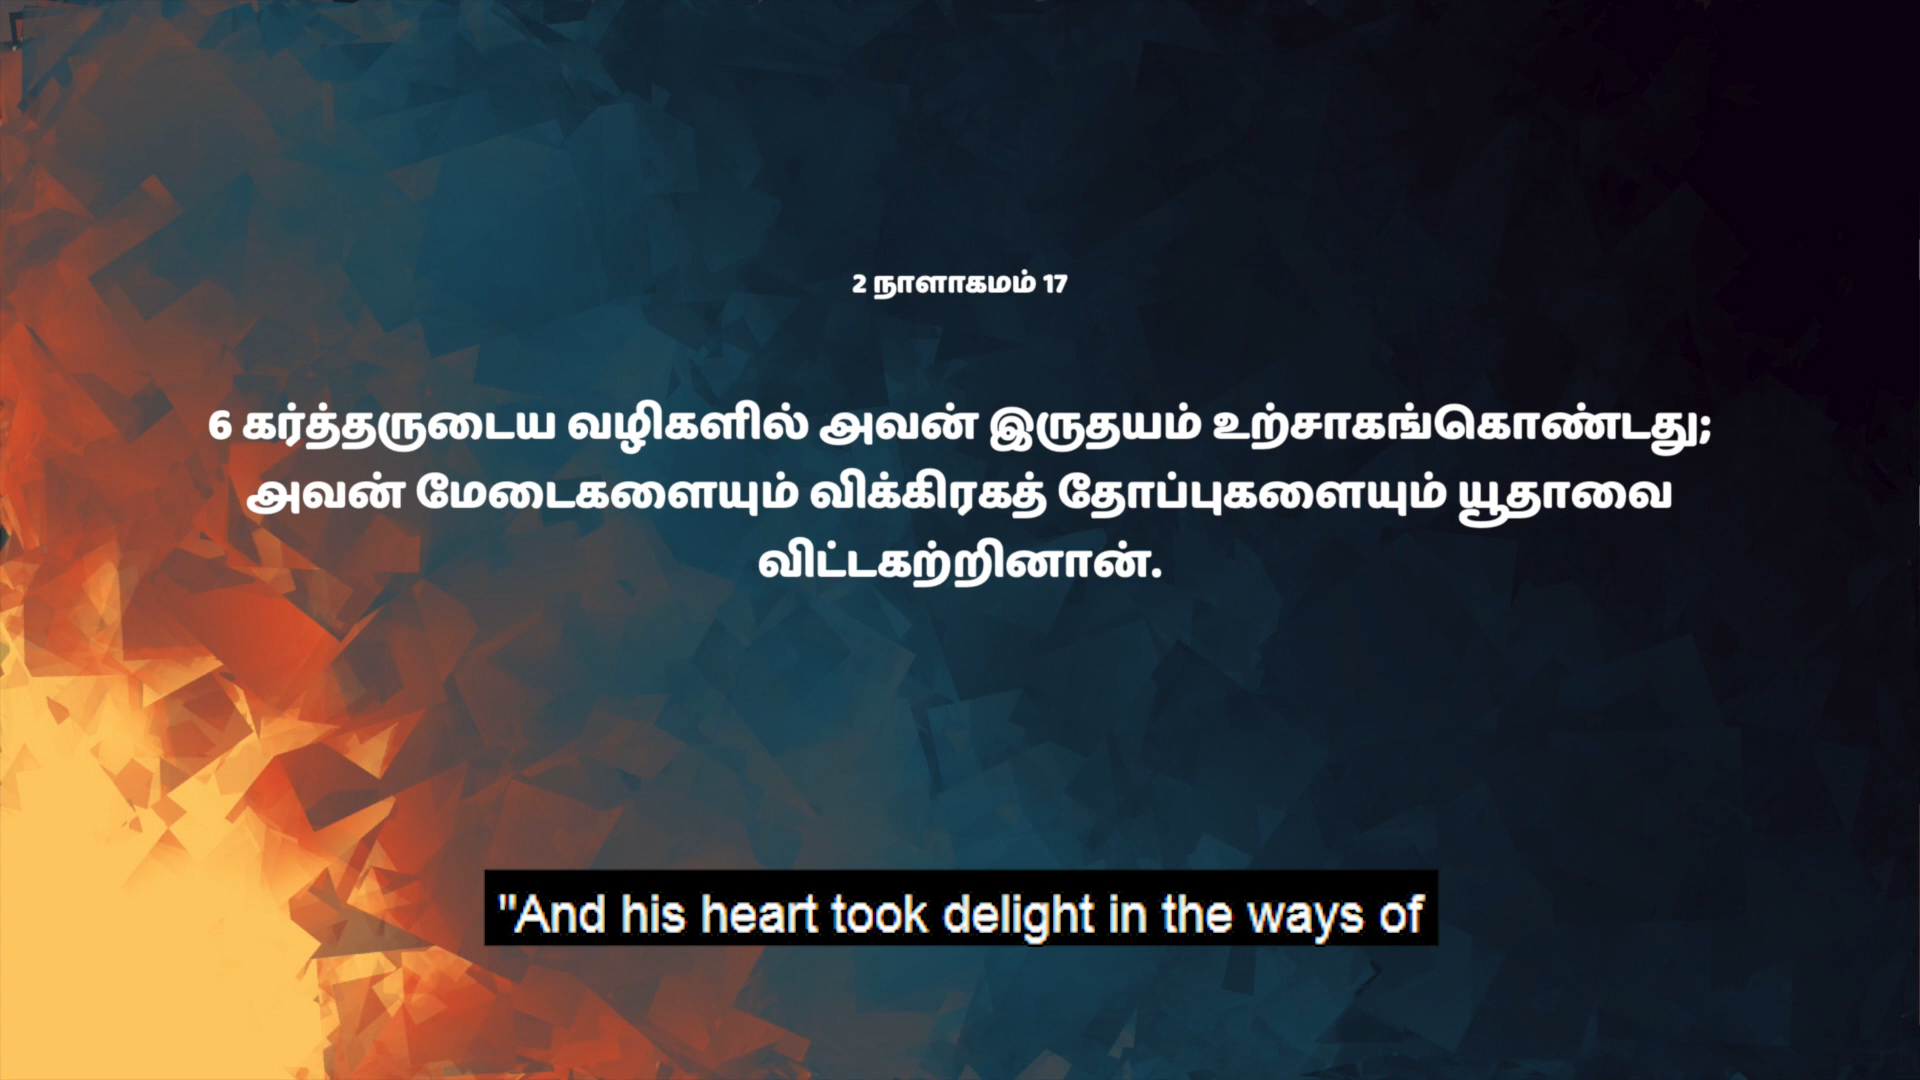 2 நாளாகமம் 17
6 கர்த்தருடைய வழிகளில் அவன் இருதயம் உற்சாகங்கொண்டது;
அவன் மேடைகளையும் விக்கிரகத் தோப்புகளையும் யூதாவை
விட்டகற்றினான்.
"And his heart took delight in the ways of